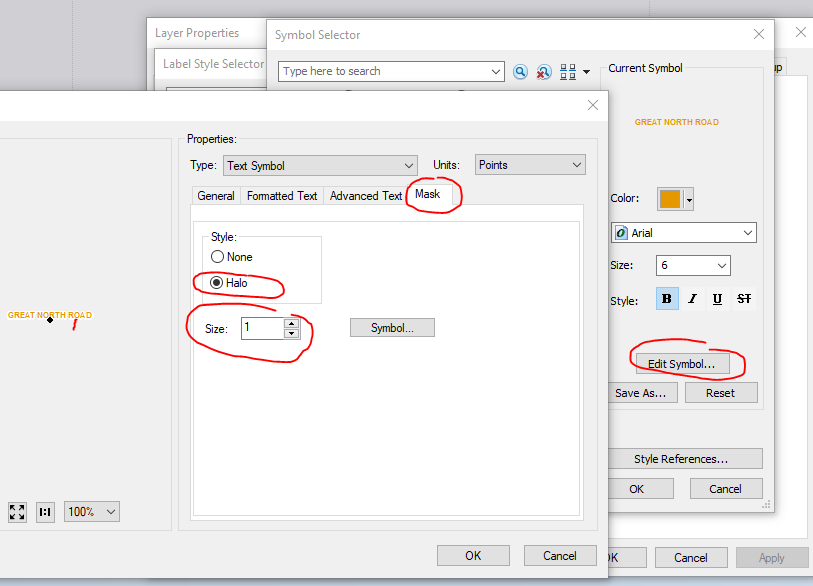 Layer Properties
Symbol Selector
Label Style Selector
Type here to search
Current Symbol
GREAT NORTH ROAD
Properties:
Type: Text Symbol Units: Points
General Formatted Text Advanced Text Mask
Color:
Arial
Style:
None
Halo
Size: 6
Style: B I U ST
GREAT NORTH ROAD
Size: 1 Symbol...
Edit Symbol...
Save As... Reset
Style References...
OK Cancel
100%
OK Cancel
Cancel Apply